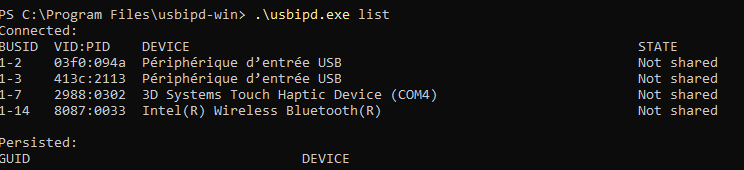 PS C:\Program Files\usbipd-win> .\usbipd.exe list
Connected:
BUSID  VID:PID    DEVICE                                                        STATE
1-2    03f0:094a  Périphérique d’entrée USB                                     Not shared
1-3    413c:2113  Périphérique d’entrée USB                                     Not shared
1-7    2988:0302  3D Systems Touch Haptic Device (COM4)                         Not shared
1-14   8087:0033  Intel(R) Wireless Bluetooth(R)                                Not shared
Persisted:
GUID                                  DEVICE